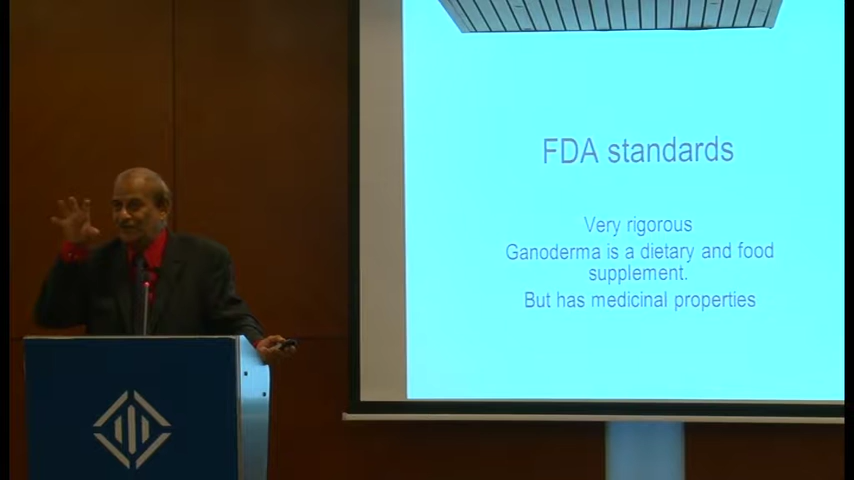 FDA standards
Very rigorous
Ganoderma is a dietary and food
supplement.
But has medicinal properties